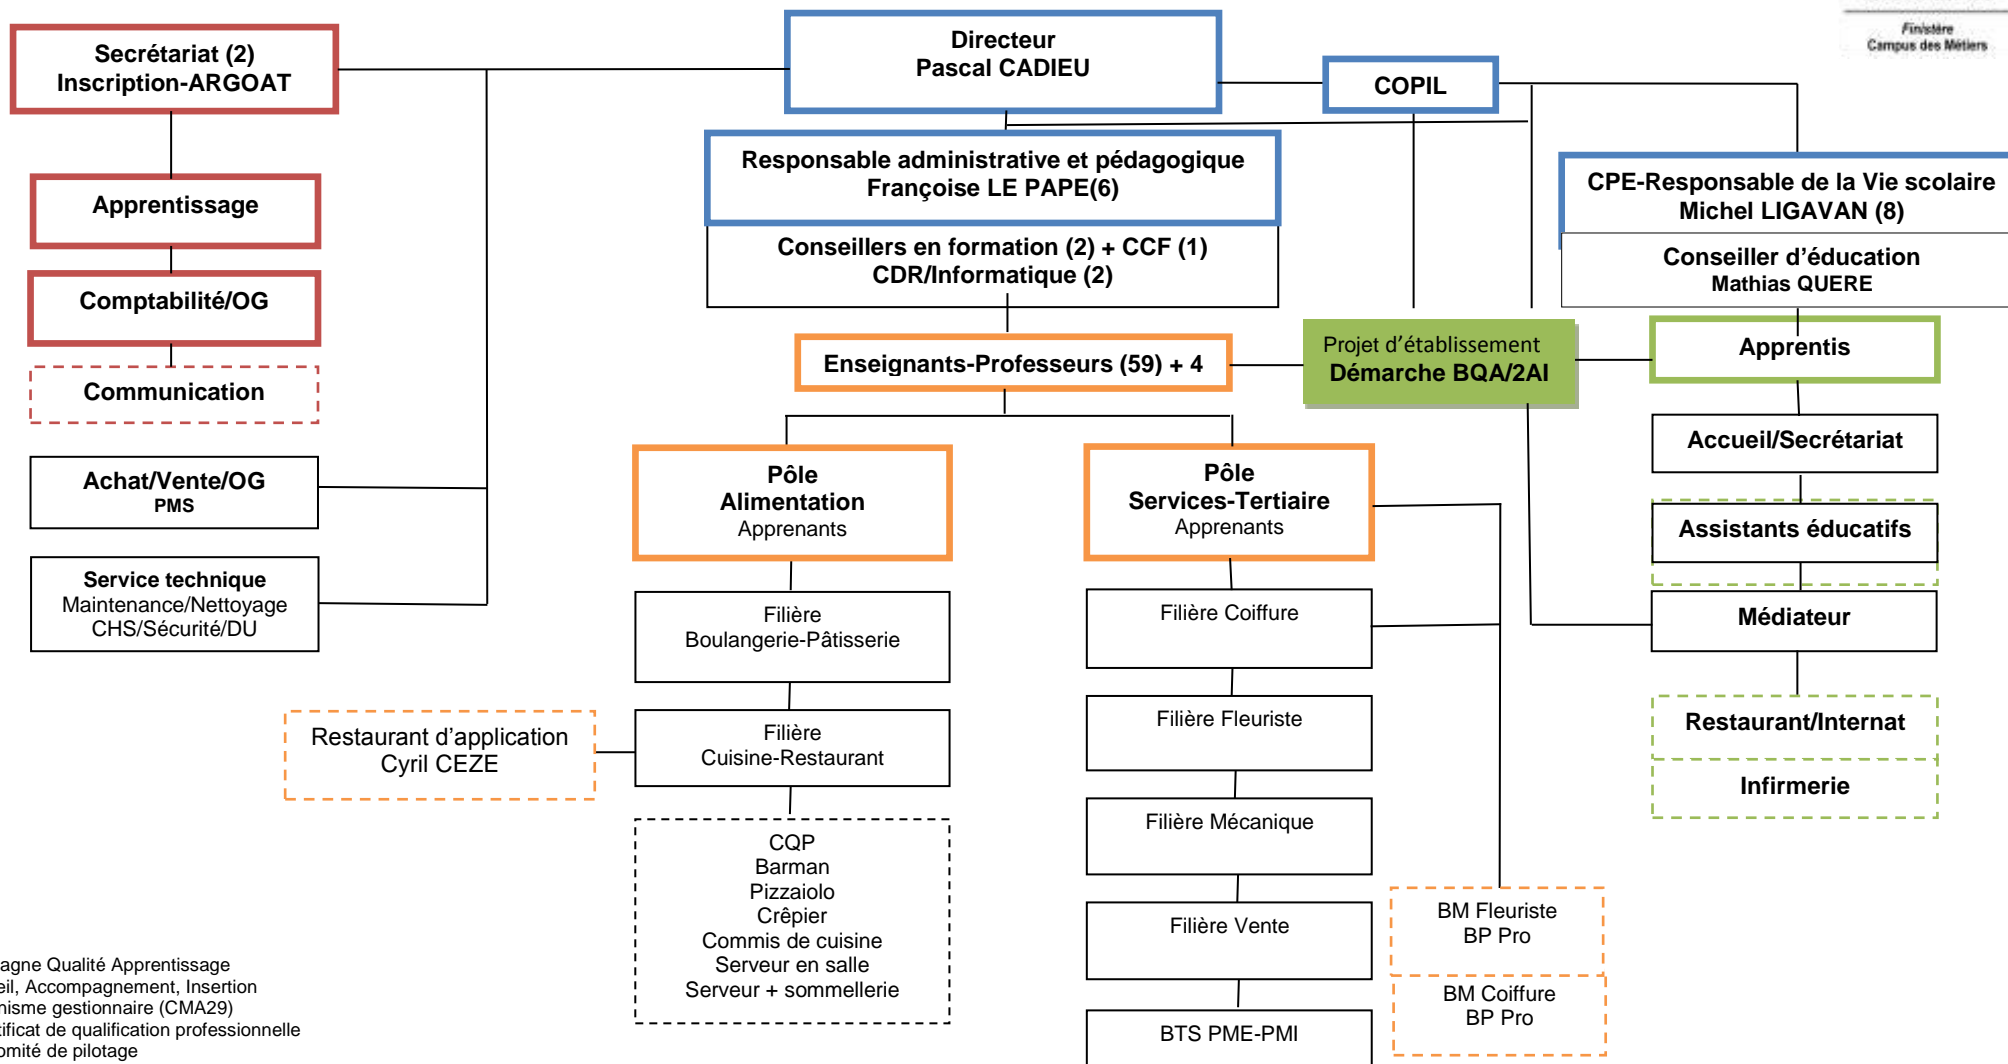 Finistère
Campus des Métiers
Secrétariat (2)
Inscription-ARGOAT
Directeur
Pascal CADIEU
COPIL
Responsable administrative et pédagogique
Françoise LE PAPE(6)
CPE-Responsable de la Vie scolaire
Michel LIGAVAN (8)
Apprentissage
Conseillers en formation (2) + CCF (1)
CDR/Informatique (2)
Conseiller d'éducation
Mathias QUERE
Comptabilité/OG
Communication
Enseignants-Professeurs (59) + 4
Projet d'établissement
Démarche BQA/2AI
Apprentis
Accueil/Secrétariat
Achat/Vente/OG
PMS
Pôle
Alimentation
Apprenants
Pôle
Services-Tertiaire
Apprenants
Assistants éducatifs
Service technique
Maintenance/Nettoyage
CHS/Sécurité/DU
Filière
Boulangerie-Pâtisserie
Filière Coiffure
Médiateur
Restaurant d'application
Cyril CEZE
Filière
Cuisine-Restaurant
Filière Fleuriste
Restaurant/Internat
Infirmerie
CQP
Barman
Pizzaiolo
Crêpier
Commis de cuisine
Serveur en salle
Serveur + sommellerie
Filière Mécanique
Filière Vente
BTS PME-PMI
BM Fleuriste
BP Pro
BM Coiffure
BP Pro
agne Qualité Apprentissage
eil, Accompagnement, Insertion
nisme gestionnaire (CMA29)
tificat de qualification professionnelle
omité de pilotage